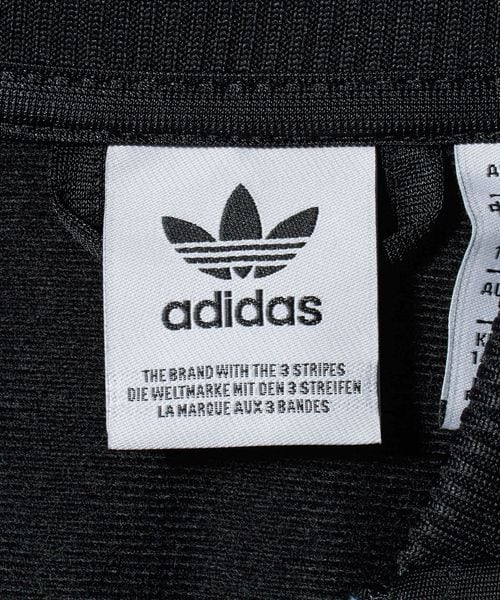 adidas
THE BRAND WITH THE 3 STRIPES
DIE WELTMARKE MIT DEN 3 STREIFEN
LA MARQUE AUX 3 BANDES